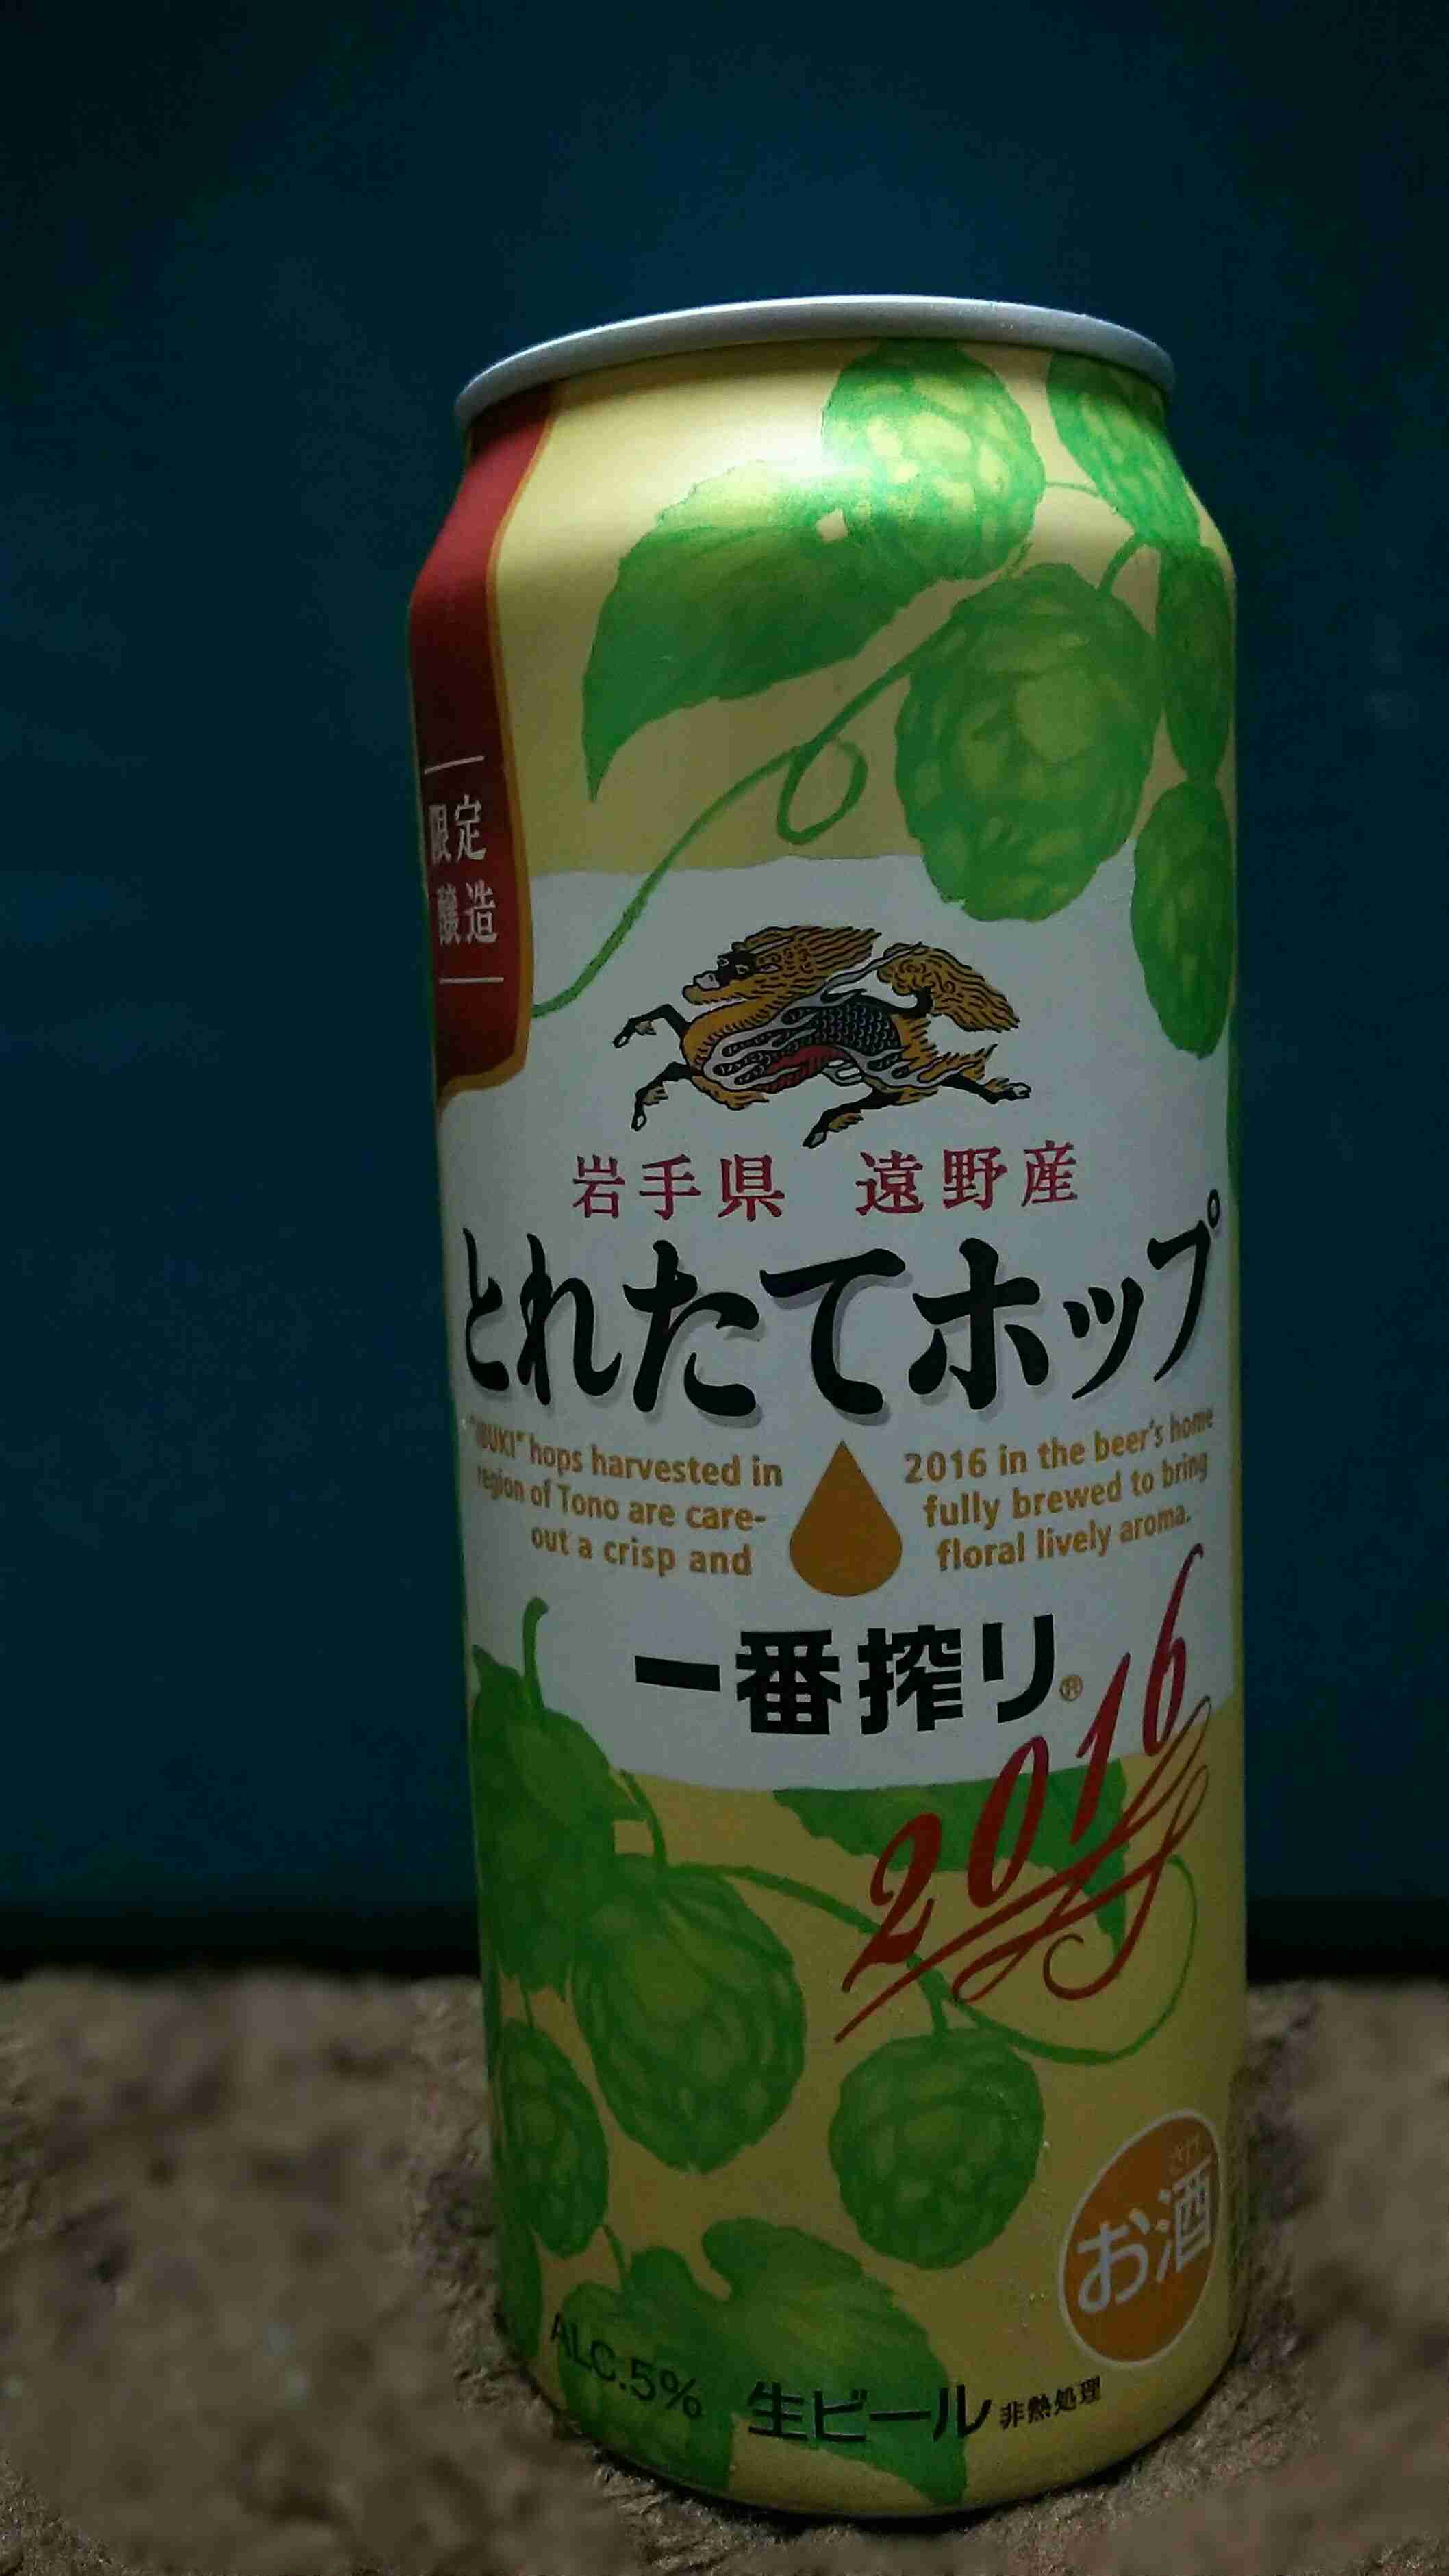 限定
醸造
岩手県 遠野産
とれたてホップ
"IBUKI" hops harvested in 2016 in the beer's home
region of Tono are care- fully brewed to bring
out a crisp and floral lively aroma.
一番搾り®
2016
さけ
お酒
ALC.5% 生ビール 非熱処理